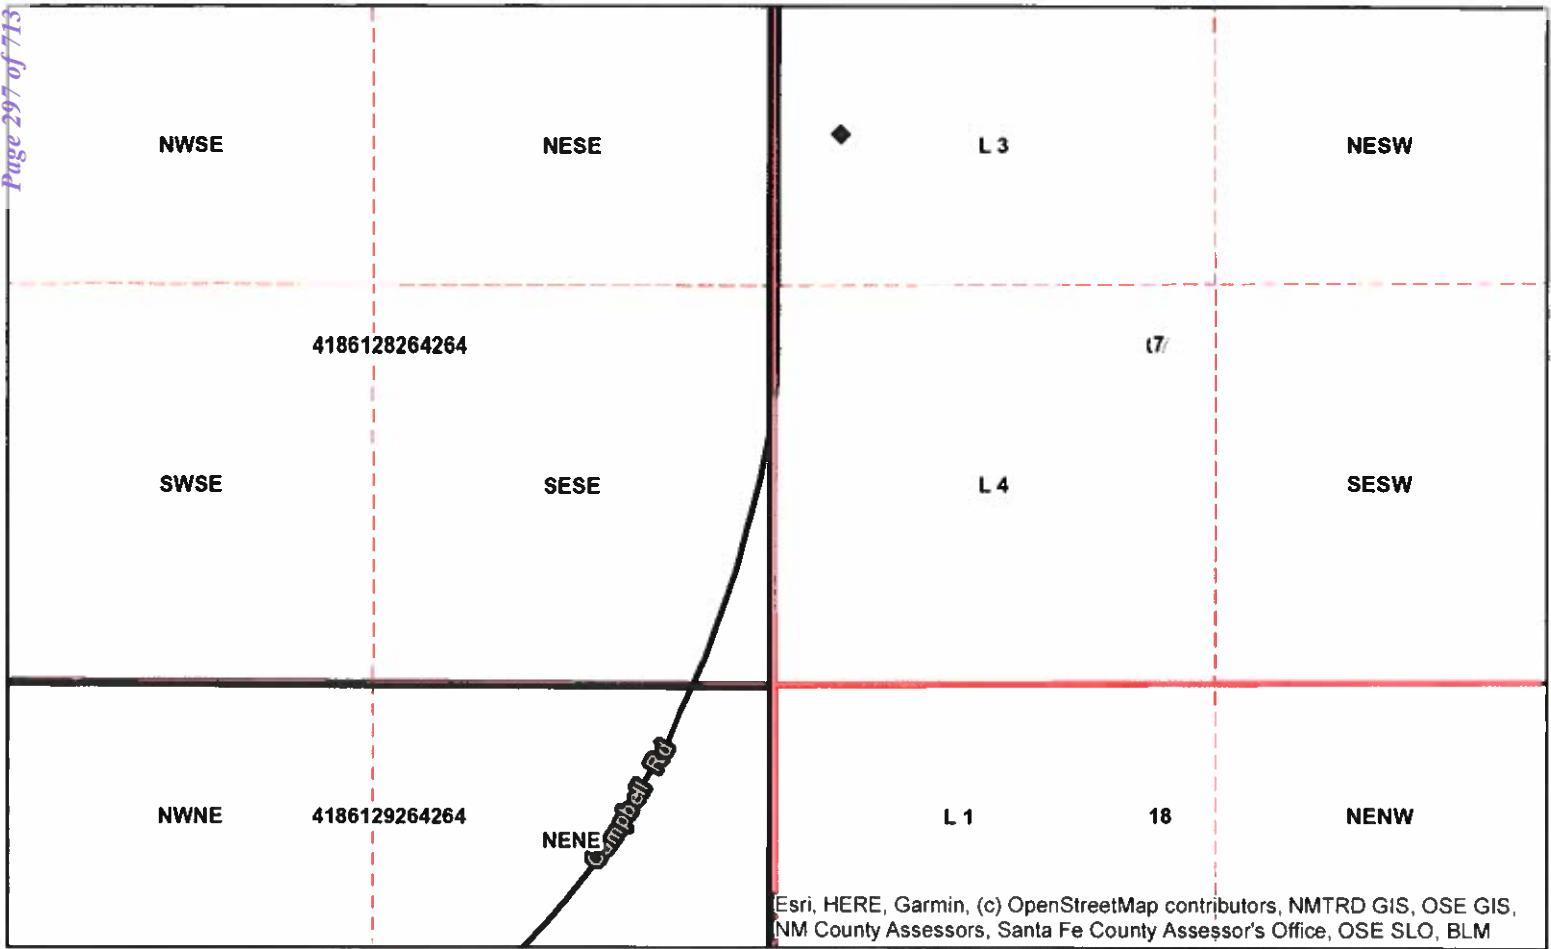 Page 297 of 713
NWSE
NESE
L 3
NESW
4186128264264
7
SWSE
SESE
L 4
SESW
NWNE
4186129264264
NENE
Campbell Rd
L 1
18
NENW
Esri, HERE, Garmin, (c) OpenStreetMap contributors, NMTRD GIS, OSE GIS,
NM County Assessors, Santa Fe County Assessor's Office, OSE SLO, BLM